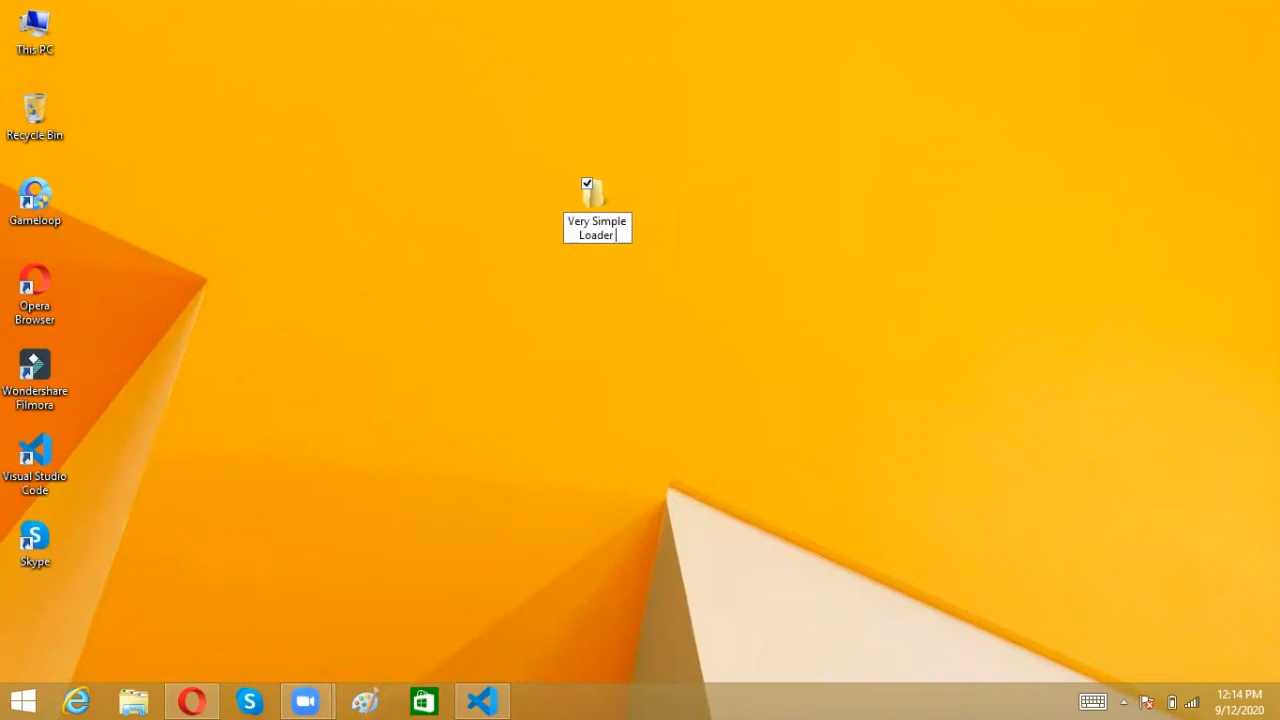 This PC
Recycle Bin
Gameloop
Opera
Browser
Wondershare
Filmora
Visual Studio
Code
Skype
Very Simple
Loader
12:14 PM
9/12/2020